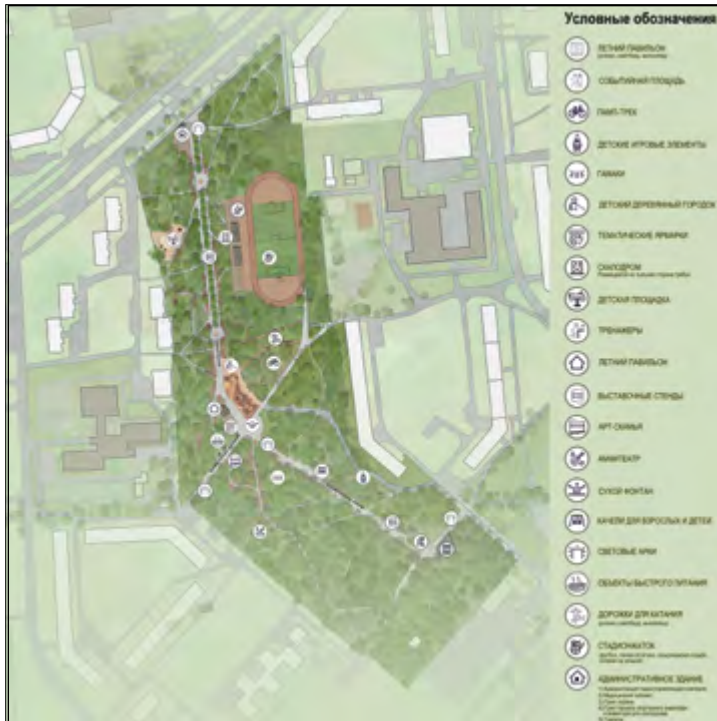 Условные обозначения
ЛЕТНИЙ ПАВИЛЬОН
СОБЫТИЙНАЯ ПЛОЩАДЬ
ПАМП-ТРЕК
ДЕТСКИЕ ИГРОВЫЕ ЭЛЕМЕНТЫ
ГАМАКИ
ДЕТСКИЙ ДЕРЕВЯННЫЙ ГОРОДОК
ТЕМАТИЧЕСКИЕ ЯРМАРКИ
СКАЛОДРОМ
ДЕТСКАЯ ПЛОЩАДКА
ТРЕНАЖЕРЫ
ЛЕТНИЙ ПАВИЛЬОН
ВЫСТАВОЧНЫЕ СТЕНДЫ
АРТ-СКАМЬЯ
АМФИТЕАТР
СУХОЙ ФОНТАН
КАЧЕЛИ ДЛЯ ВЗРОСЛЫХ И ДЕТЕЙ
СВЕТОВЫЕ АРКИ
ОБЪЕКТЫ БЫСТРОГО ПИТАНИЯ
ДОРОЖКИ ДЛЯ КАТАНИЯ
СТАДИОН/КАТОК
АДМИНИСТРАТИВНОЕ ЗДАНИЕ